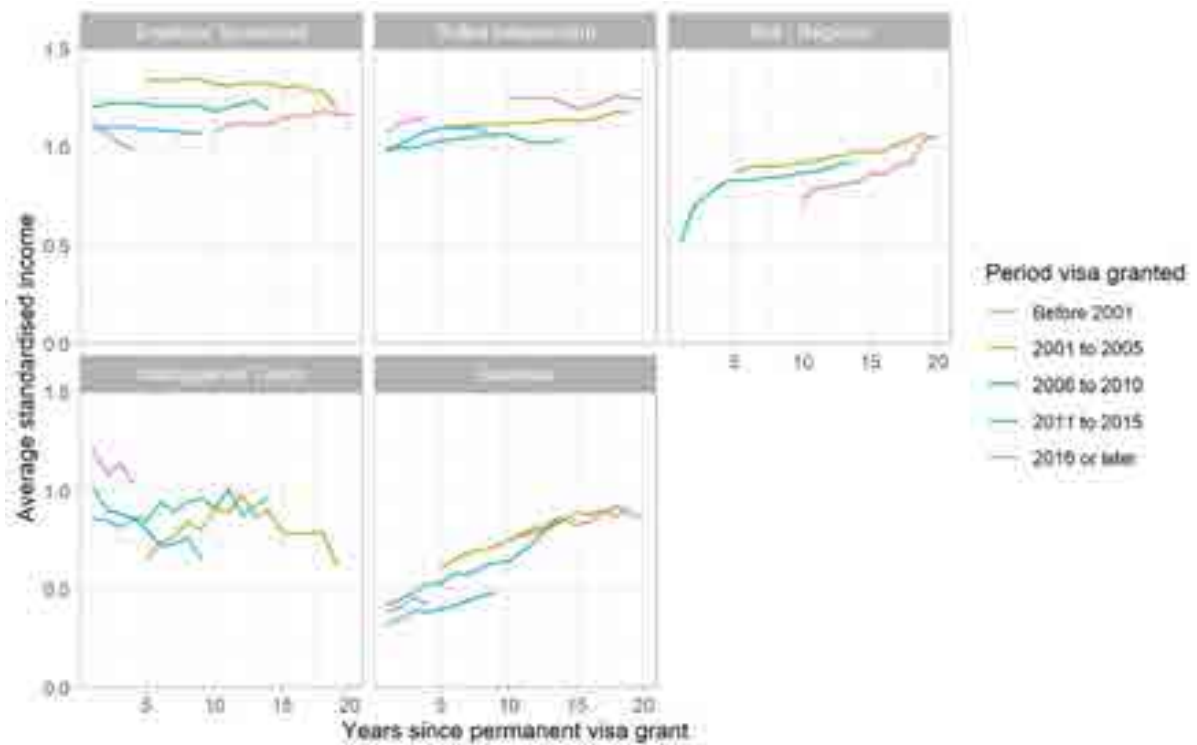 Employer Sponsored
Skilled Independent
1.5
1.0
0.5
0.0
5
10
15
20
1.5
1.0
0.5
0.0
5
10
15
20
5
10
15
20
Average standardised income
Years since permanent visa grant
Period visa granted
Before 2001
2001 to 2005
2006 to 2010
2011 to 2015
2016 or later